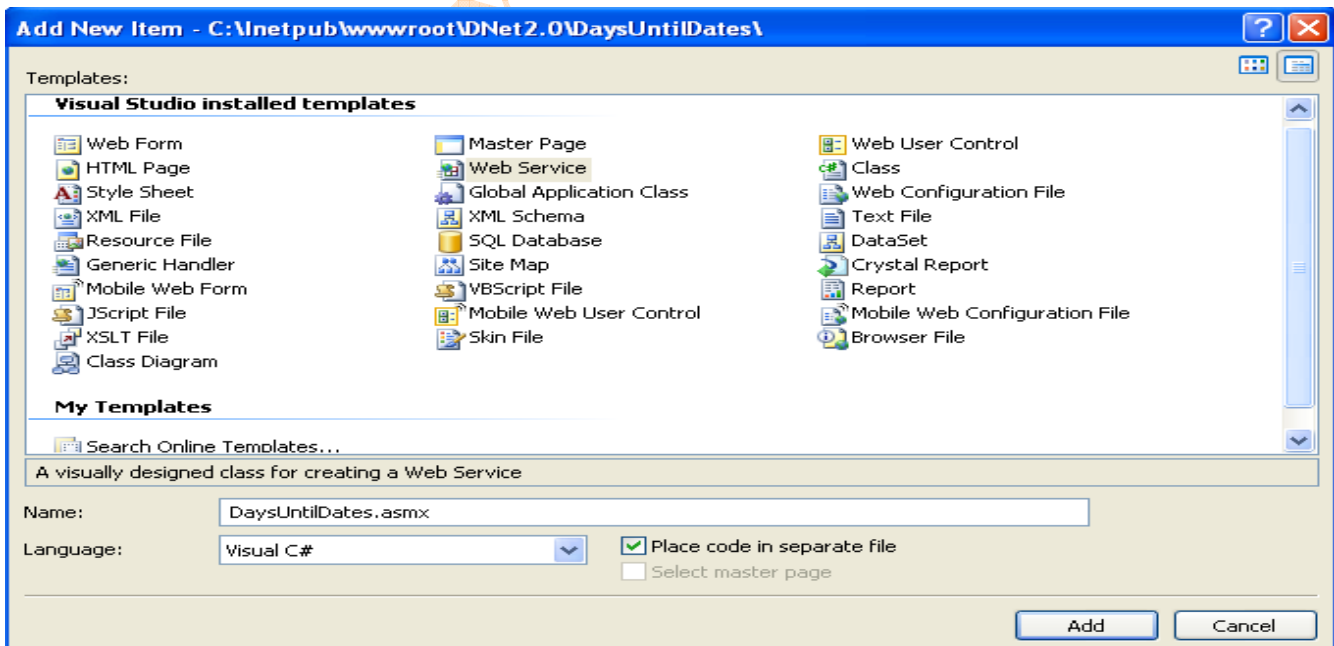 Add New Item - C:\Inetpub\wwwroot\DNet2.0\DaysUntilDates\
Templates:
Visual Studio installed templates
Web Form Master Page Web User Control
HTML Page Web Service Class
Style Sheet Global Application Class Web Configuration File
XML File XML Schema Text File
Resource File SQL Database DataSet
Generic Handler Site Map Crystal Report
Mobile Web Form VBScript File Report
JScript File Mobile Web User Control Mobile Web Configuration File
XSLT File Skin File Browser File
Class Diagram
My Templates
Search Online Templates...
A visually designed class for creating a Web Service
Name: DaysUntilDates.asmx
Language: Visual C# Place code in separate file
Select master page
Add Cancel